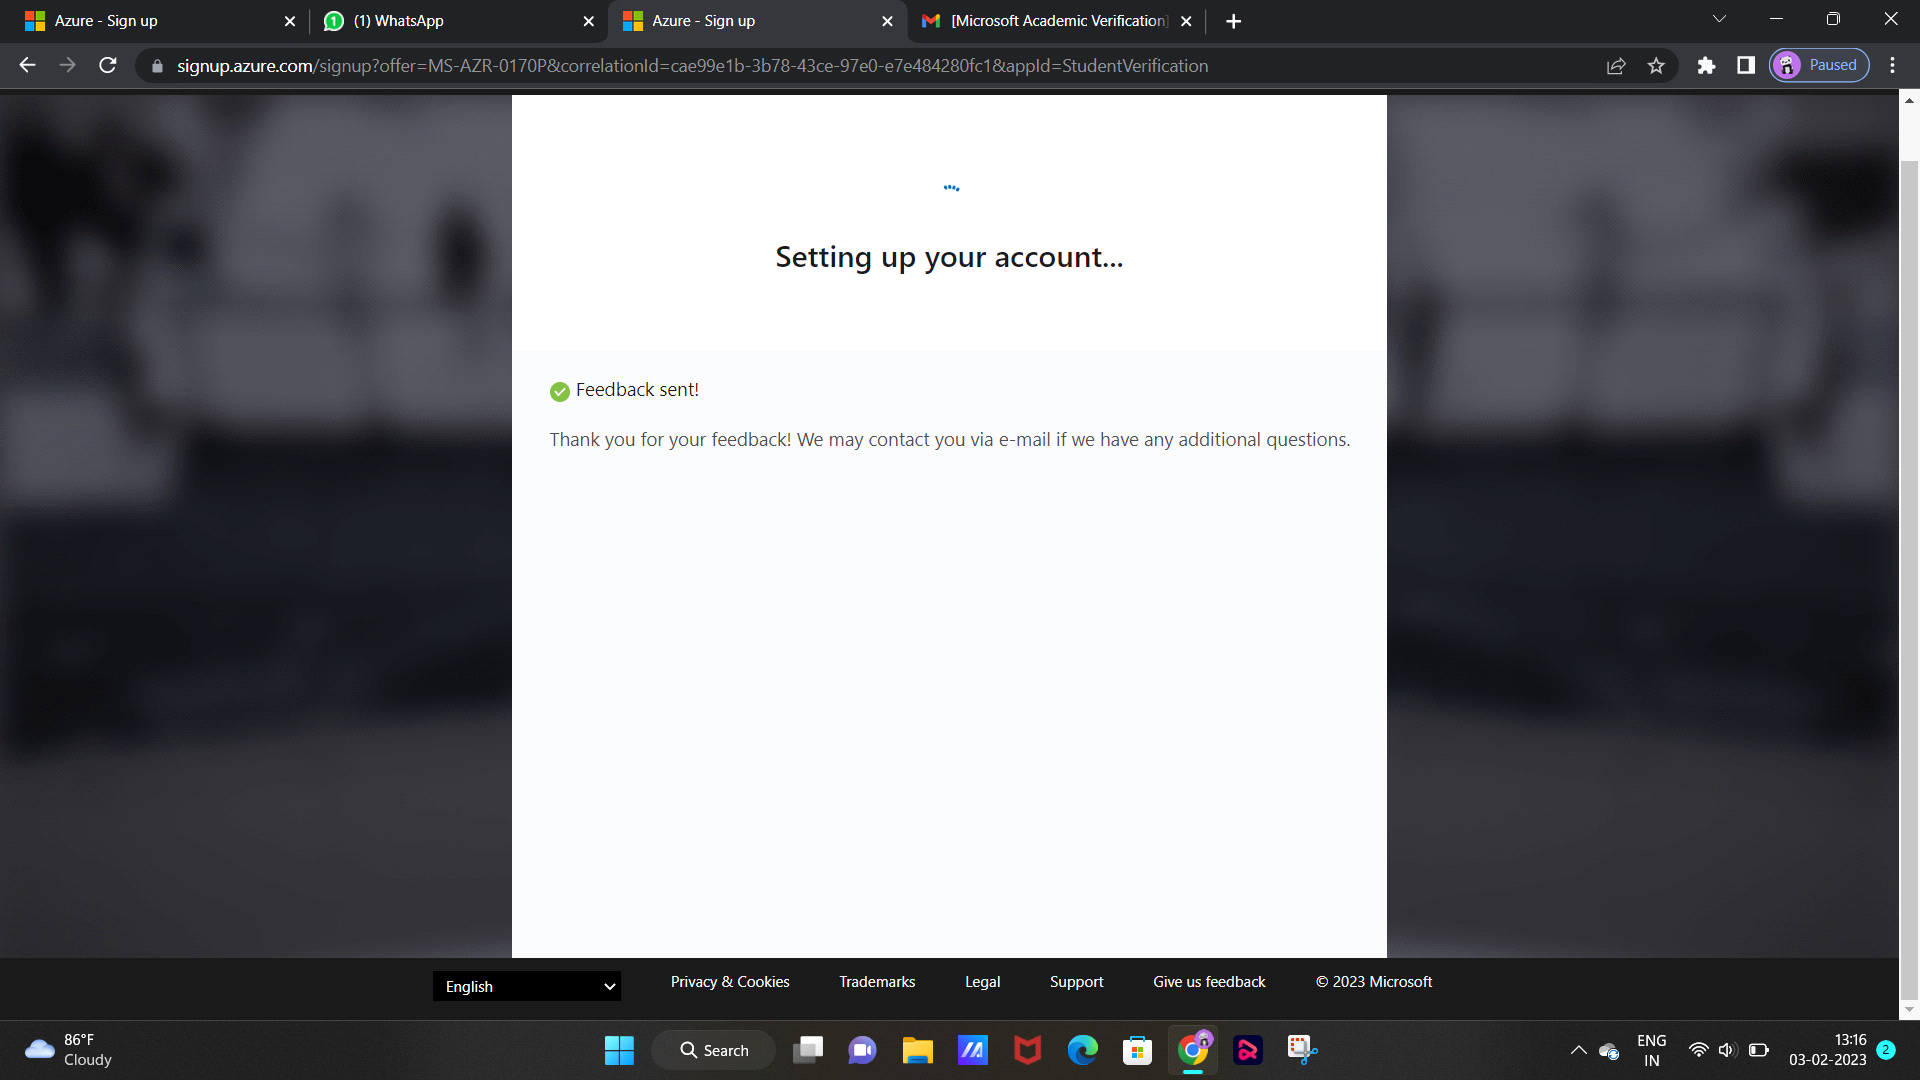 Azure - Sign up
(1) WhatsApp
Azure - Sign up
[Microsoft Academic Verification]
signup.azure.com/signup?offer=MS-AZR-0170P&correlationId=cae99e1b-3b78-43ce-97e0-e7e484280fc1&appId=StudentVerification
Paused
Setting up your account...
Feedback sent!
Thank you for your feedback! We may contact you via e-mail if we have any additional questions.
English
Privacy & Cookies
Trademarks
Legal
Support
Give us feedback
© 2023 Microsoft
86°F
Cloudy
Search
ENG
IN
13:16
03-02-2023
2